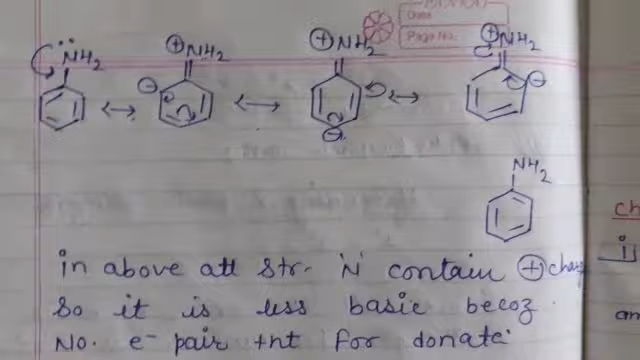 Date
Page No.
NH2
⊕NH2
⊕NH2
⊕NH2
NH2
in above all str. N contain ⊕ charg
So it is less basic becoz.
No. e- pair +nt for donate
ch